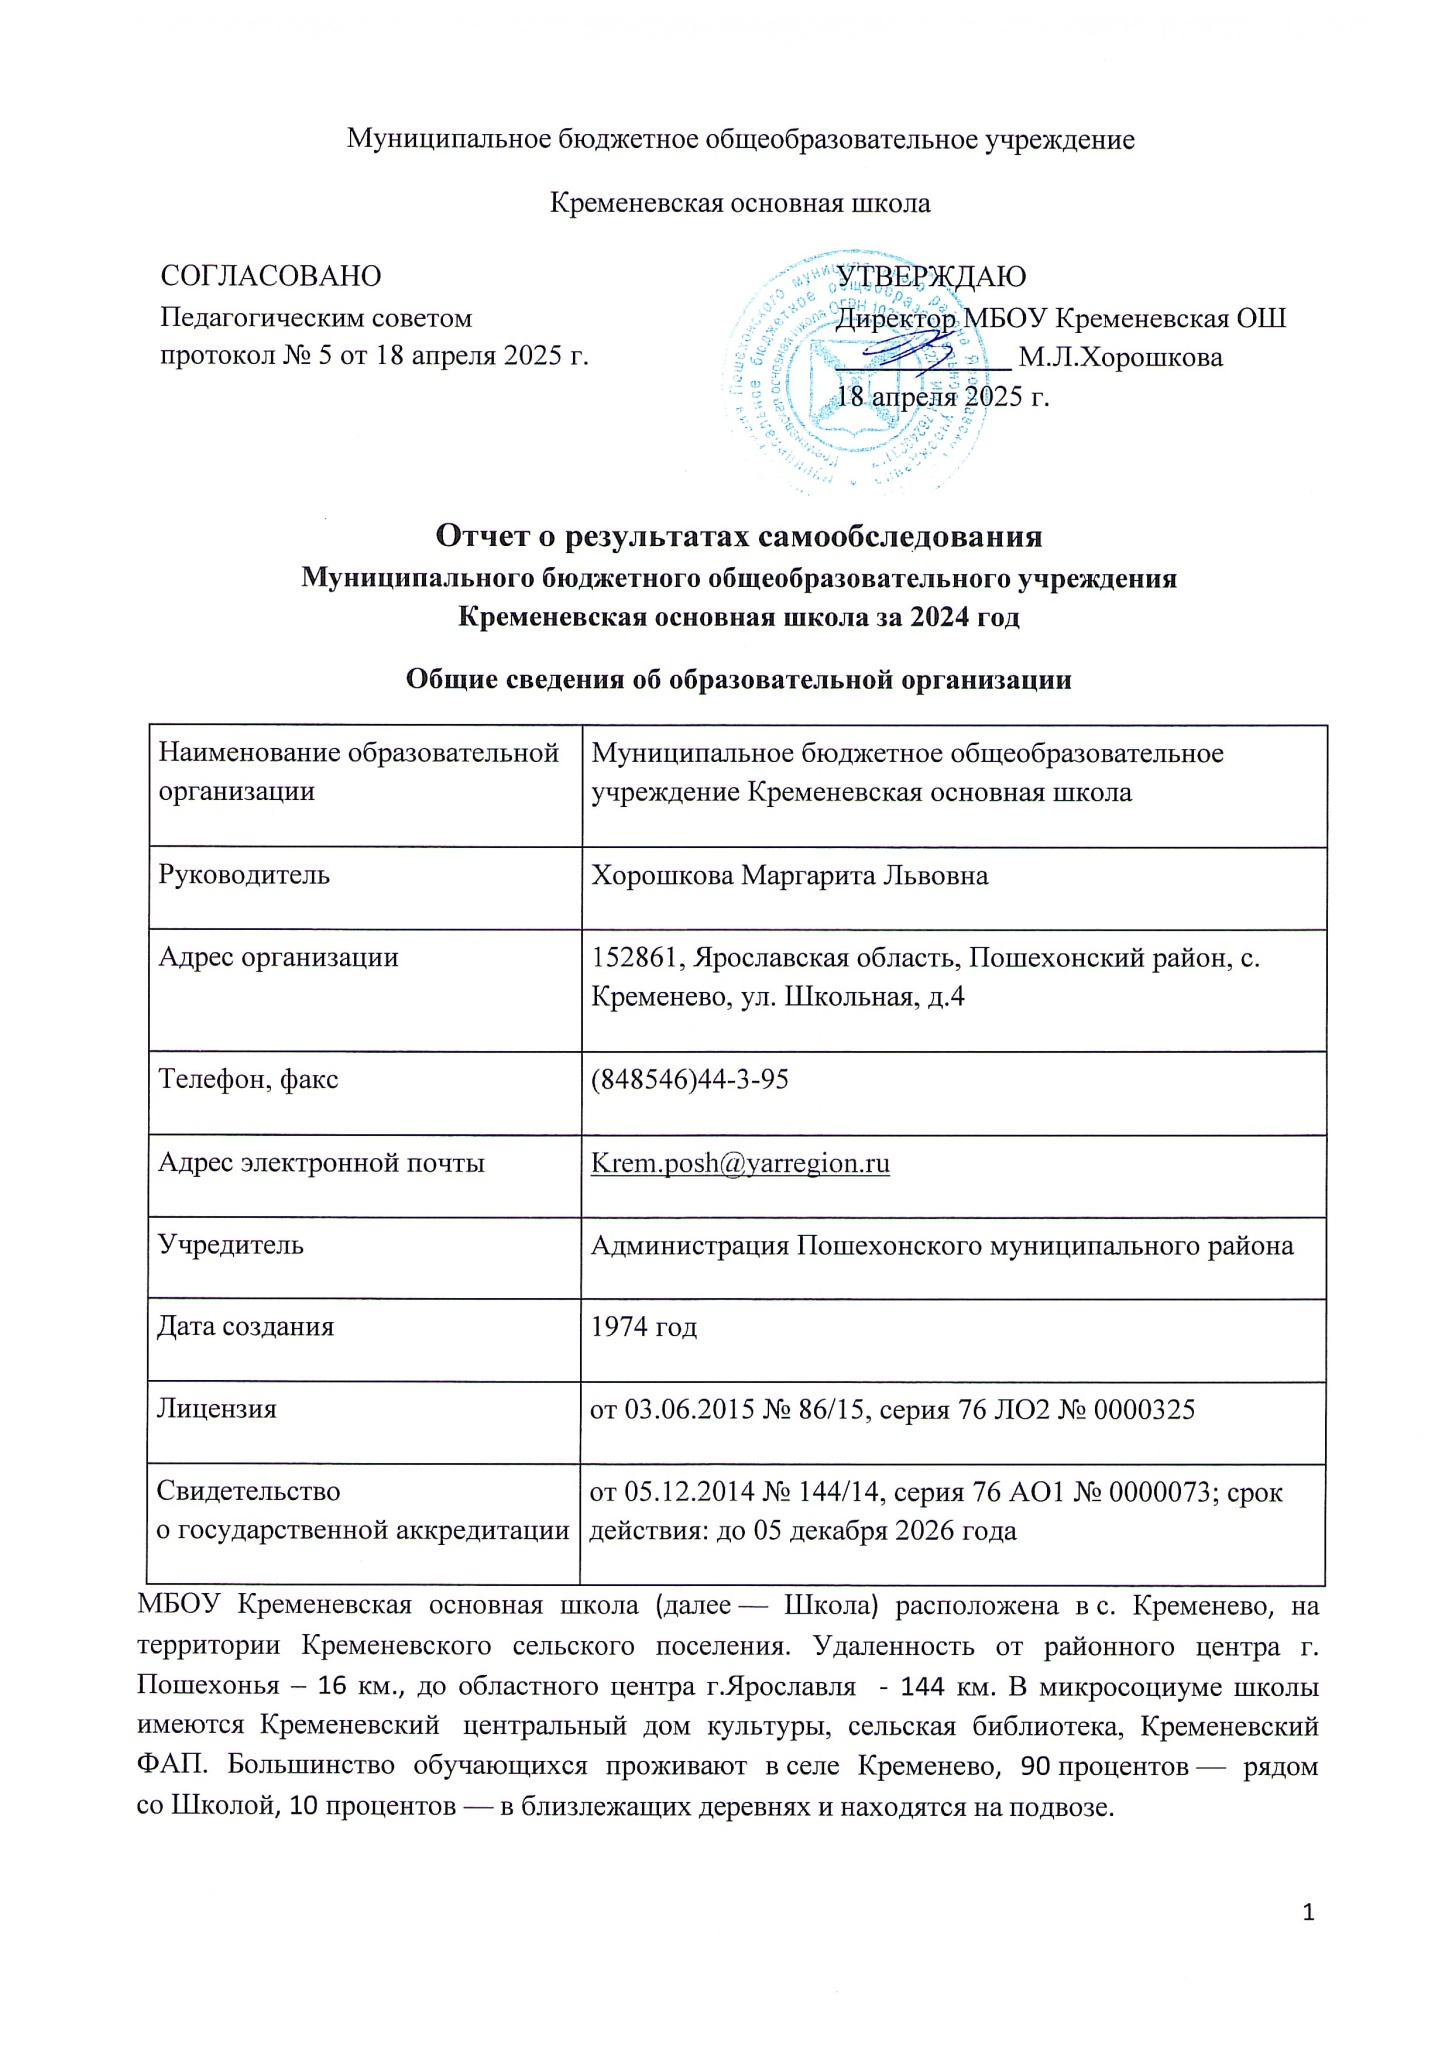 Муниципальное бюджетное общеобразовательное учреждение
Кременевская основная школа
СОГЛАСОВАНО
Педагогическим советом
протокол № 5 от 18 апреля 2025 г.
УТВЕРЖДАЮ
Директор МБОУ Кременевская ОШ
____________ М.Л.Хорошкова
18 апреля 2025 г.
Отчет о результатах самообследования
Муниципального бюджетного общеобразовательного учреждения
Кременевская основная школа за 2024 год
Общие сведения об образовательной организации
Наименование образовательной
организации
Муниципальное бюджетное общеобразовательное
учреждение Кременевская основная школа
Руководитель
Хорошкова Маргарита Львовна
Адрес организации
152861, Ярославская область, Пошехонский район, с.
Кременево, ул. Школьная, д.4
Телефон, факс
(848546)44-3-95
Адрес электронной почты
Krem.posh@yarregion.ru
Учредитель
Администрация Пошехонского муниципального района
Дата создания
1974 год
Лицензия
от 03.06.2015 № 86/15, серия 76 ЛО2 № 0000325
Свидетельство
о государственной аккредитации
от 05.12.2014 № 144/14, серия 76 АО1 № 0000073; срок
действия: до 05 декабря 2026 года
МБОУ Кременевская основная школа (далее — Школа) расположена в с. Кременево, на
территории Кременевского сельского поселения. Удаленность от районного центра г.
Пошехонья – 16 км., до областного центра г.Ярославля - 144 км. В микросоциуме школы
имеются Кременевский центральный дом культуры, сельская библиотека, Кременевский
ФАП. Большинство обучающихся проживают в селе Кременево, 90 процентов — рядом
со Школой, 10 процентов — в близлежащих деревнях и находятся на подвозе.
1